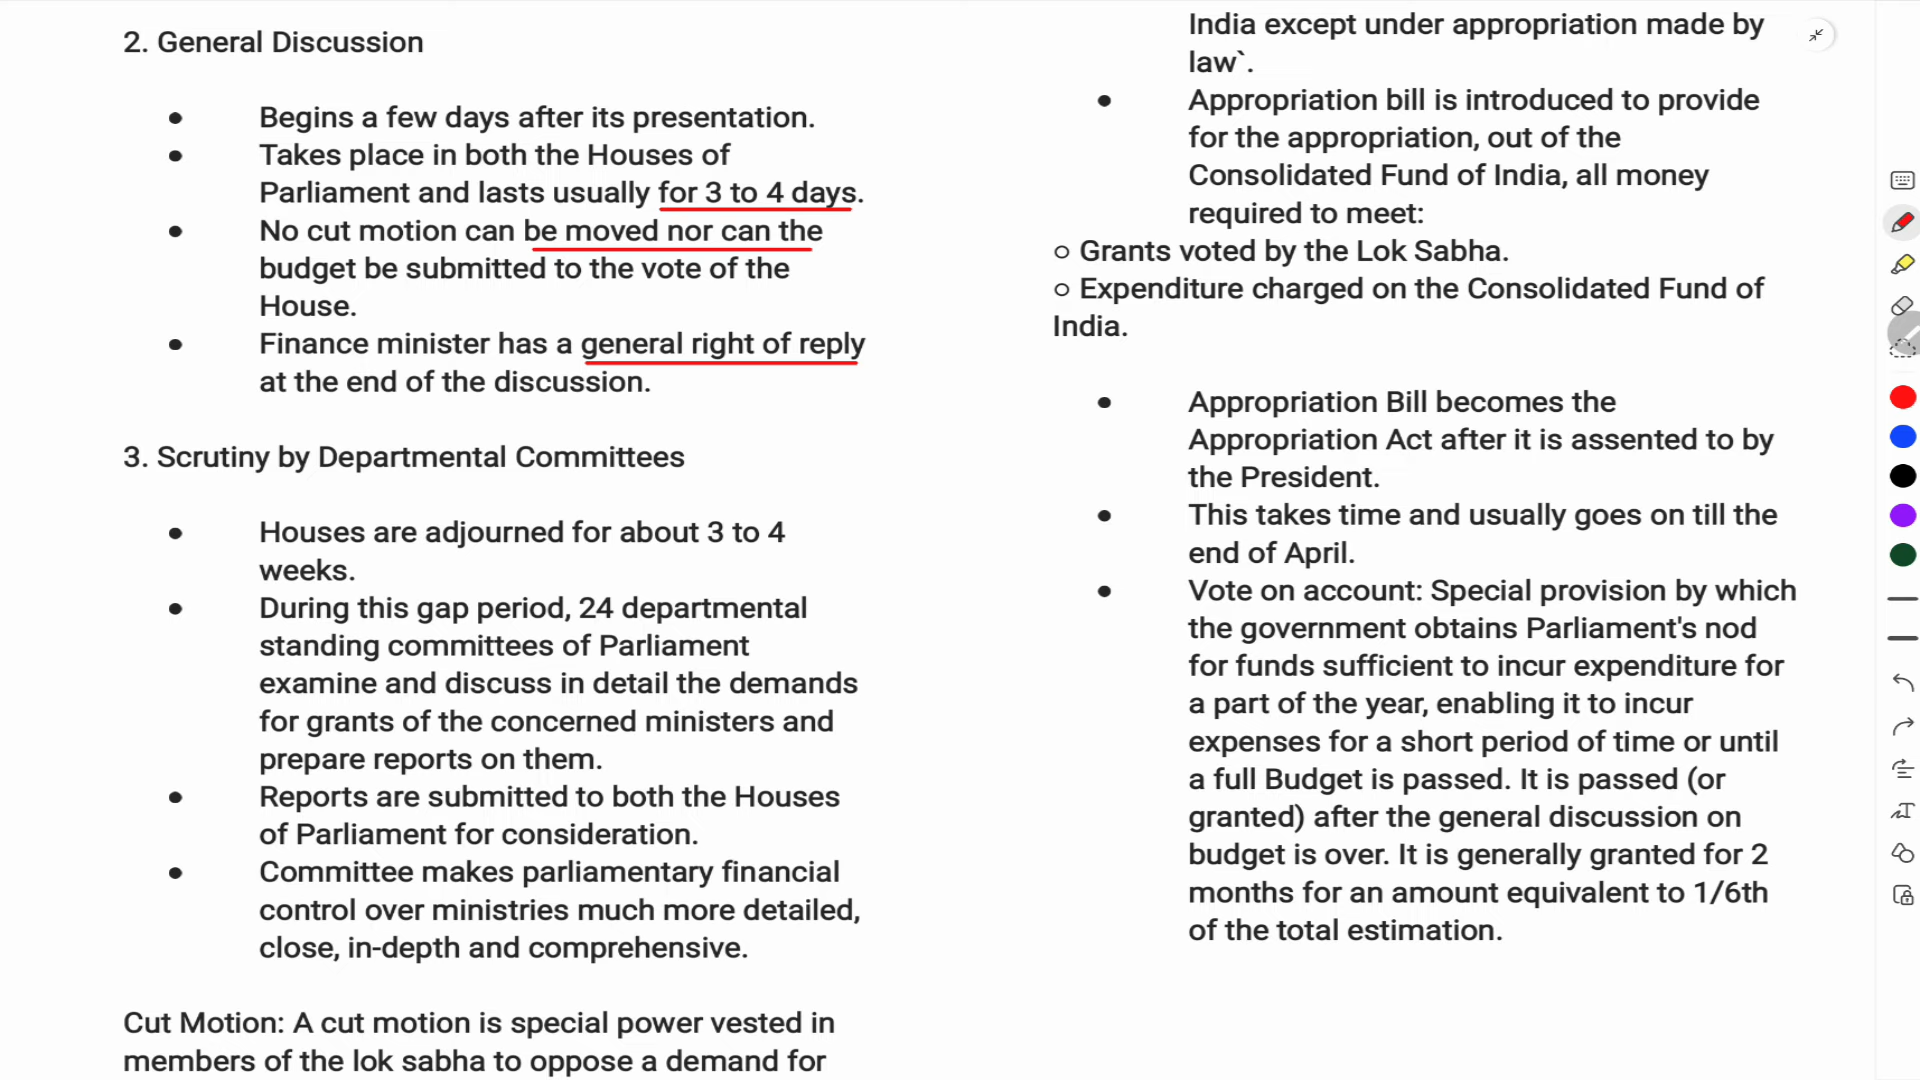 2. General Discussion
● Begins a few days after its presentation.
● Takes place in both the Houses of
Parliament and lasts usually for 3 to 4 days.
● No cut motion can be moved nor can the
budget be submitted to the vote of the
House.
● Finance minister has a general right of reply
at the end of the discussion.
3. Scrutiny by Departmental Committees
● Houses are adjourned for about 3 to 4
weeks.
● During this gap period, 24 departmental
standing committees of Parliament
examine and discuss in detail the demands
for grants of the concerned ministers and
prepare reports on them.
● Reports are submitted to both the Houses
of Parliament for consideration.
● Committee makes parliamentary financial
control over ministries much more detailed,
close, in-depth and comprehensive.
Cut Motion: A cut motion is special power vested in
members of the lok sabha to oppose a demand for
India except under appropriation made by
law`.
● Appropriation bill is introduced to provide
for the appropriation, out of the
Consolidated Fund of India, all money
required to meet:
○ Grants voted by the Lok Sabha.
○ Expenditure charged on the Consolidated Fund of
India.
● Appropriation Bill becomes the
Appropriation Act after it is assented to by
the President.
● This takes time and usually goes on till the
end of April.
● Vote on account: Special provision by which
the government obtains Parliament's nod
for funds sufficient to incur expenditure for
a part of the year, enabling it to incur
expenses for a short period of time or until
a full Budget is passed. It is passed (or
granted) after the general discussion on
budget is over. It is generally granted for 2
months for an amount equivalent to 1/6th
of the total estimation.